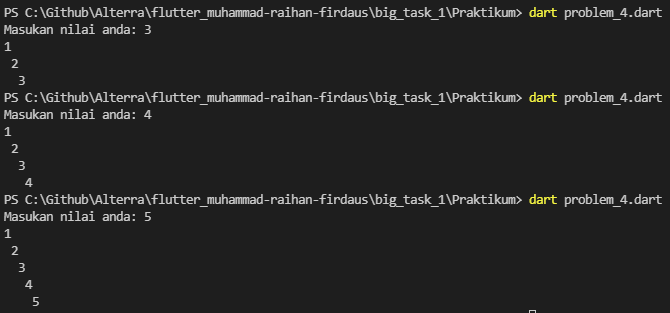 PS C:\Github\Alterra\flutter_muhammad-raihan-firdaus\big_task_1\Praktikum> dart problem_4.dart
Masukan nilai anda: 3
1
 2
  3
PS C:\Github\Alterra\flutter_muhammad-raihan-firdaus\big_task_1\Praktikum> dart problem_4.dart
Masukan nilai anda: 4
1
 2
  3
   4
PS C:\Github\Alterra\flutter_muhammad-raihan-firdaus\big_task_1\Praktikum> dart problem_4.dart
Masukan nilai anda: 5
1
 2
  3
   4
    5